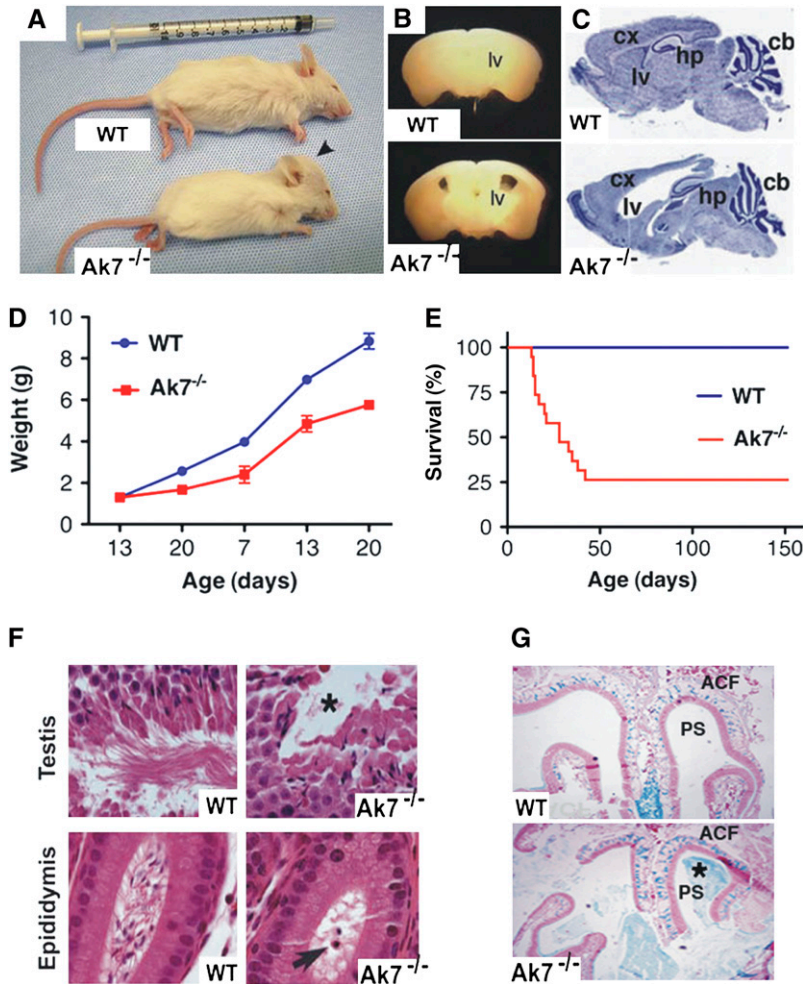 A
WT
Ak7 -/-
B
lv
WT
lv
Ak7 -/-
C
cx
hp
cb
lv
WT
cx
hp
cb
lv
Ak7 -/-
D
10
8
6
4
2
0
Weight (g)
WT
Ak7-/-
13 20 7 13 20
Age (days)
E
100
75
50
25
0
Survival (%)
WT
Ak7-/-
0 50 100 150
Age (days)
F
Testis
WT
*
Ak7 -/-
Epididymis
WT
Ak7 -/-
G
ACF
PS
WT
ACF
*
PS
Ak7 -/-